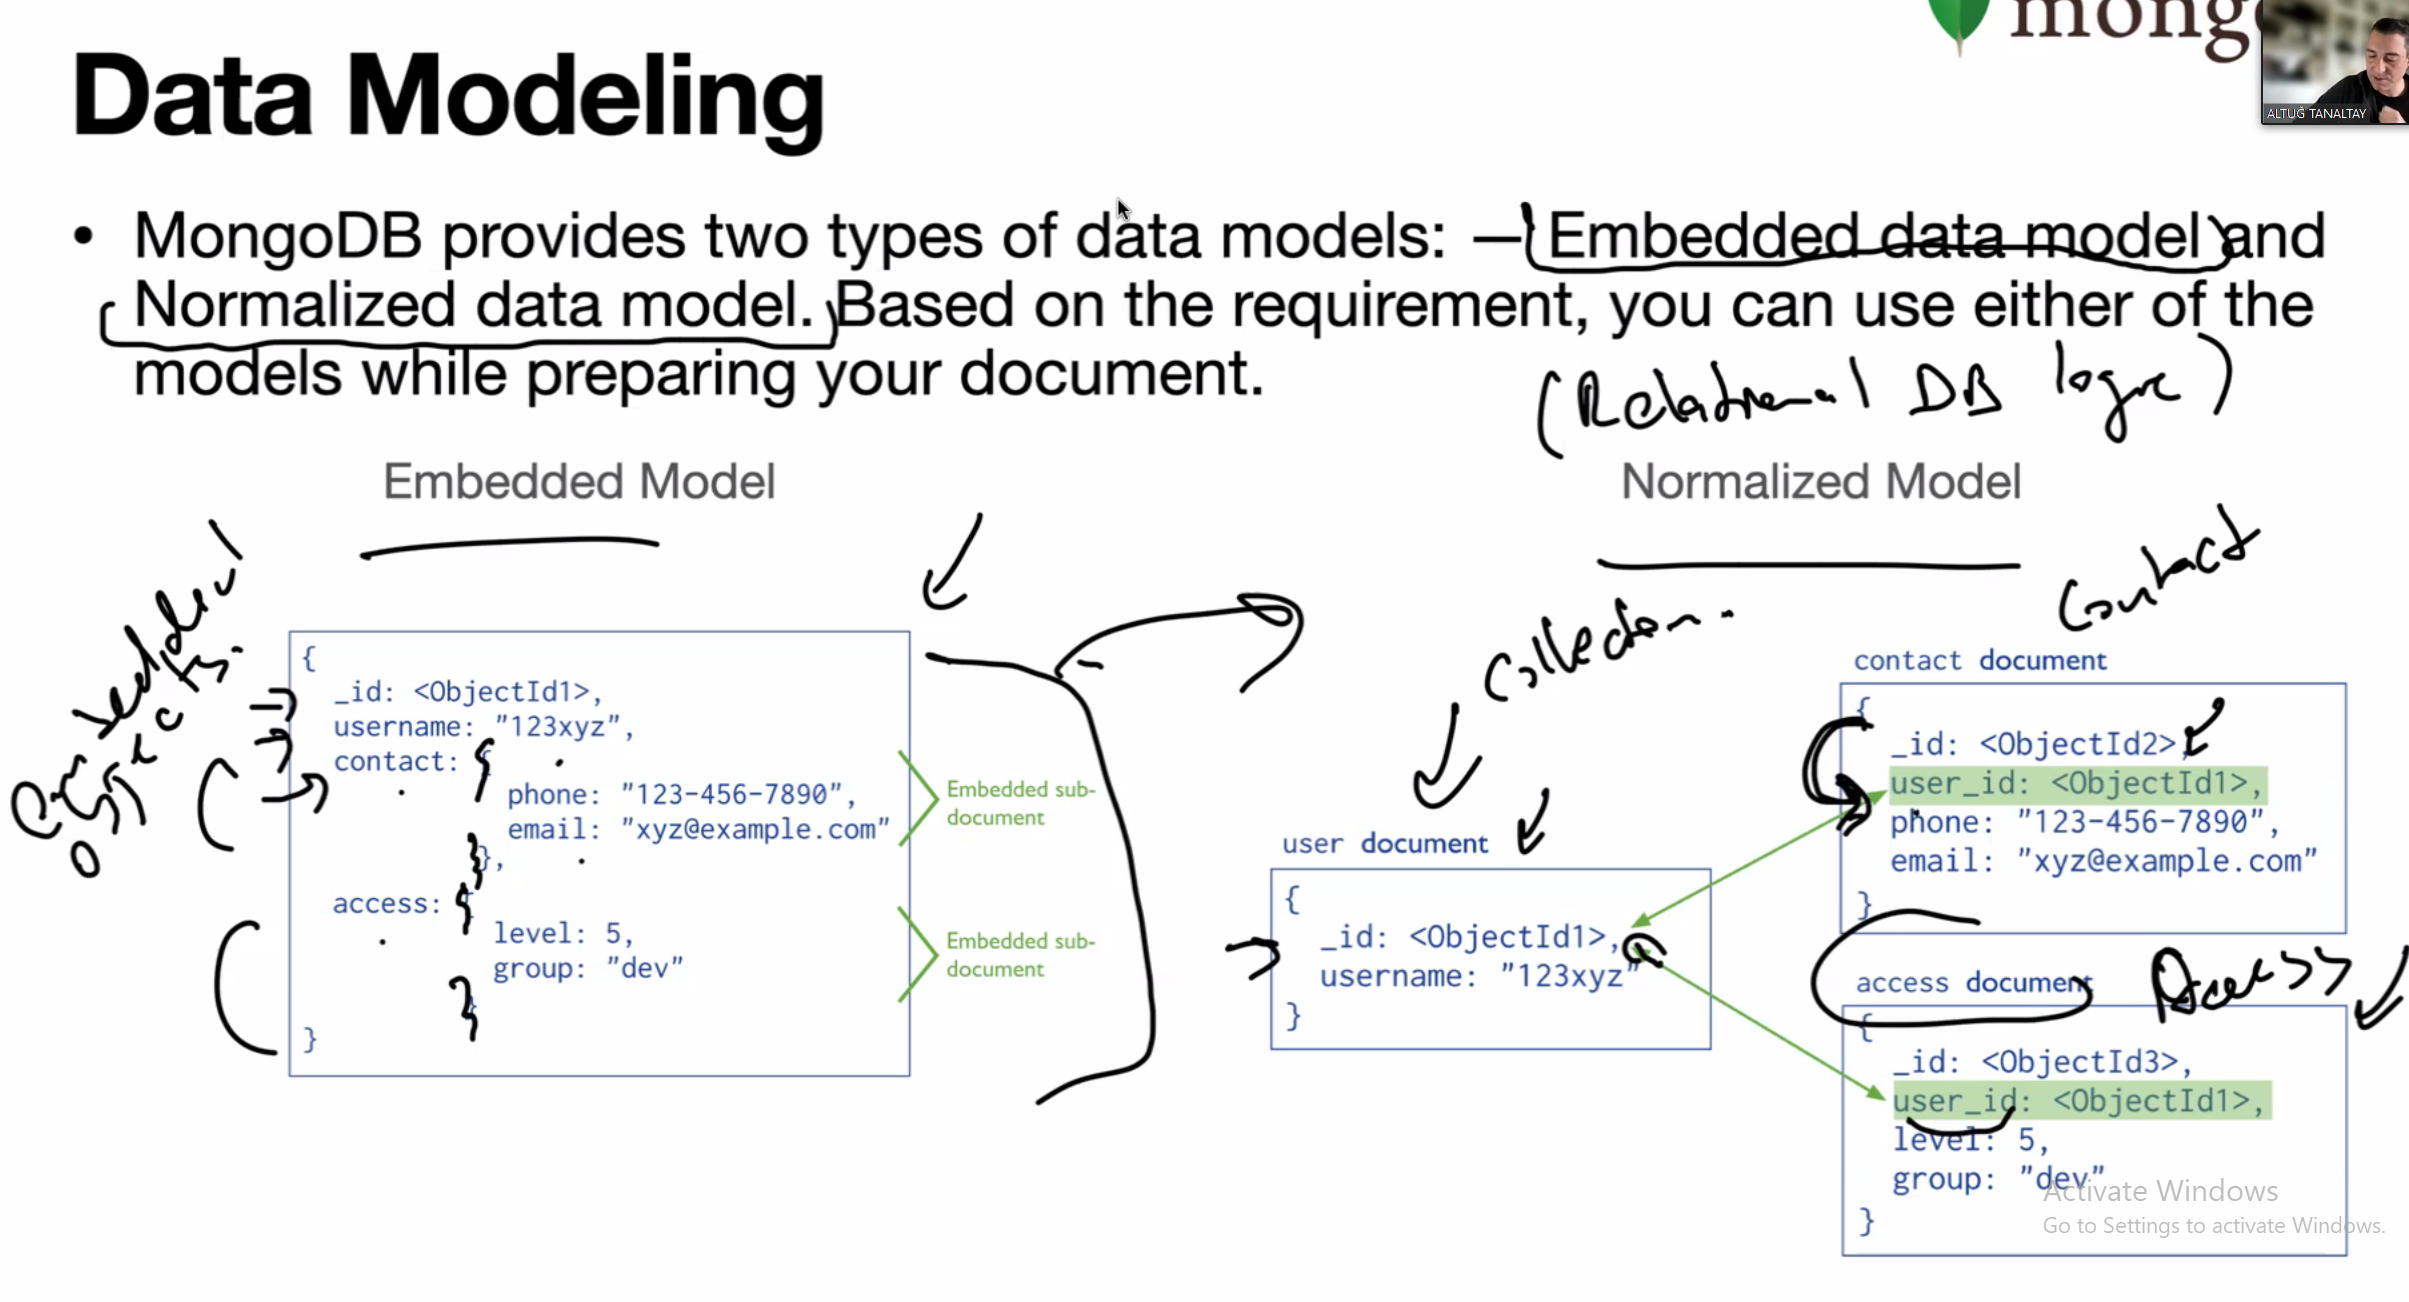 mong
ALTUĞ TANALTAY
Data Modeling
• MongoDB provides two types of data models: — Embedded data model and
Normalized data model. Based on the requirement, you can use either of the
models while preparing your document.
(Relational DB logic)
Embedded Model
Normalized Model
Embedded
objects.
{
_id: <ObjectId1>,
username: "123xyz",
contact: {
phone: "123-456-7890",
email: "xyz@example.com"
},
access: {
level: 5,
group: "dev"
}
}
Embedded sub-
document
Embedded sub-
document
Collection.
user document
{
_id: <ObjectId1>,
username: "123xyz"
}
Contact
contact document
{
_id: <ObjectId2>,
user_id: <ObjectId1>,
phone: "123-456-7890",
email: "xyz@example.com"
}
access document
Access
{
_id: <ObjectId3>,
user_id: <ObjectId1>,
level: 5,
group: "dev"
}
Activate Windows
Go to Settings to activate Windows.